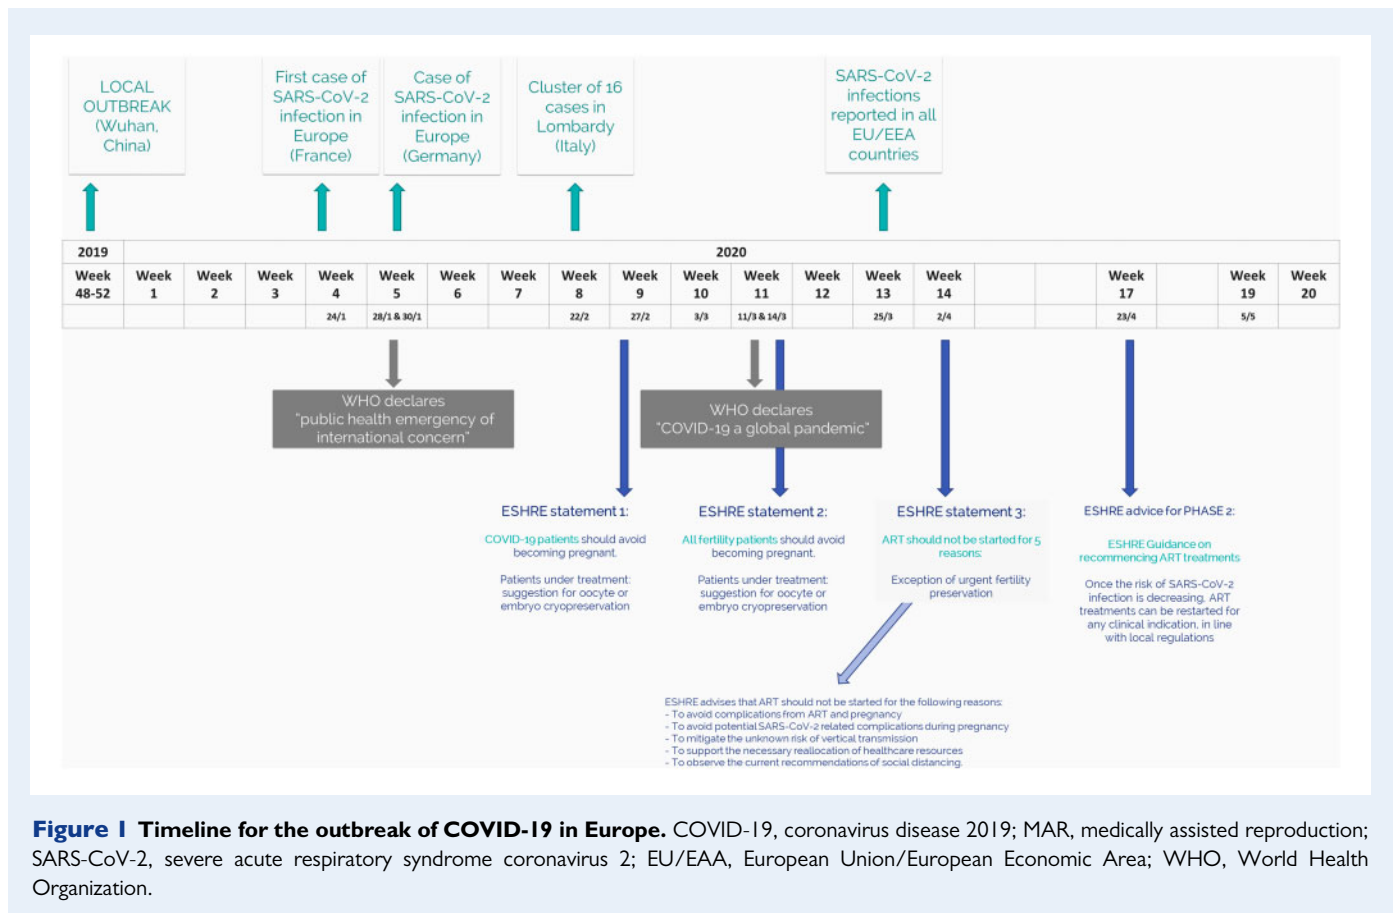 LOCAL
OUTBREAK
(Wuhan,
China)
First case of
SARS-CoV-2
infection in
Europe
(France)
Case of
SARS-CoV-2
infection in
Europe
(Germany)
Cluster of 16
cases in
Lombardy
(Italy)
SARS-CoV-2
infections
reported in all
EU/EEA
countries
2019 2020
Week 48-52
Week 1
Week 2
Week 3
Week 4
Week 5
Week 6
Week 7
Week 8
Week 9
Week 10
Week 11
Week 12
Week 13
Week 14
Week 17
Week 19
Week 20
24/1 28/1 & 30/1 22/2 27/2 3/3 11/3 & 14/3 25/3 2/4 23/4 5/5
WHO declares
"public health emergency of
international concern"
WHO declares
"COVID-19 a global pandemic"
ESHRE statement 1:
COVID-19 patients should avoid
becoming pregnant.
Patients under treatment:
suggestion for oocyte or
embryo cryopreservation
ESHRE statement 2:
All fertility patients should avoid
becoming pregnant.
Patients under treatment:
suggestion for oocyte or
embryo cryopreservation
ESHRE statement 3:
ART should not be started for 5
reasons:
Exception of urgent fertility
preservation
ESHRE advice for PHASE 2:
ESHRE Guidance on
recommencing ART treatments
Once the risk of SARS-CoV-2
infection is decreasing, ART
treatments can be restarted for
any clinical indication, in line
with local regulations
ESHRE advises that ART should not be started for the following reasons:
- To avoid complications from ART and pregnancy
- To avoid potential SARS-CoV-2 related complications during pregnancy
- To mitigate the unknown risk of vertical transmission
- To support the necessary reallocation of healthcare resources
- To observe the current recommendations of social distancing.
Figure 1 Timeline for the outbreak of COVID-19 in Europe. COVID-19, coronavirus disease 2019; MAR, medically assisted reproduction;
SARS-CoV-2, severe acute respiratory syndrome coronavirus 2; EU/EAA, European Union/European Economic Area; WHO, World Health
Organization.